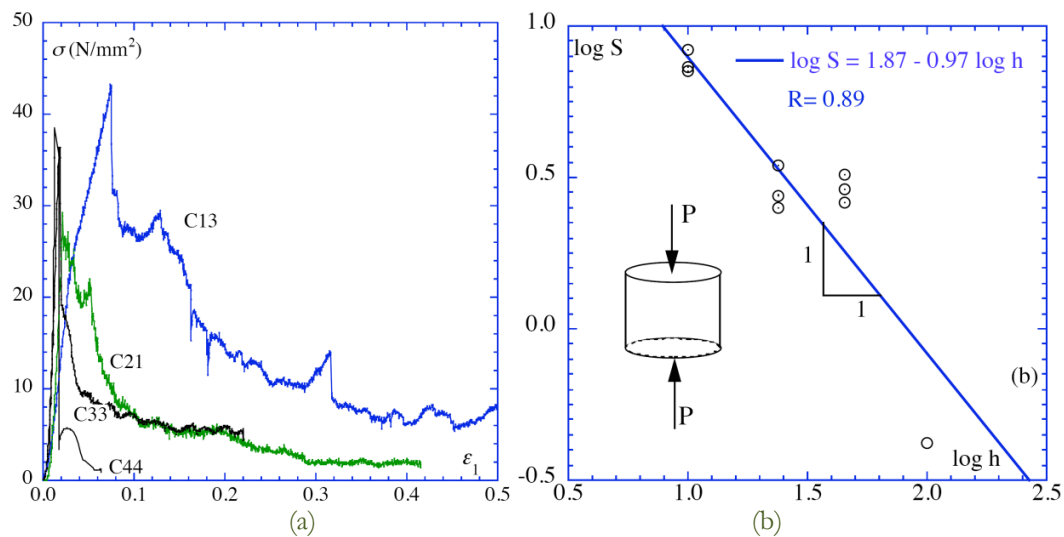 50
40
30
20
10
0
σ (N/mm²)
C13
C21
C33
C44
ε₁
0.0 0.1 0.2 0.3 0.4 0.5
(a)
1.0
0.5
0.0
-0.5
log S
log S = 1.87 - 0.97 log h
R= 0.89
P
P
1
1
(b)
log h
0.5 1.0 1.5 2.0 2.5
(b)